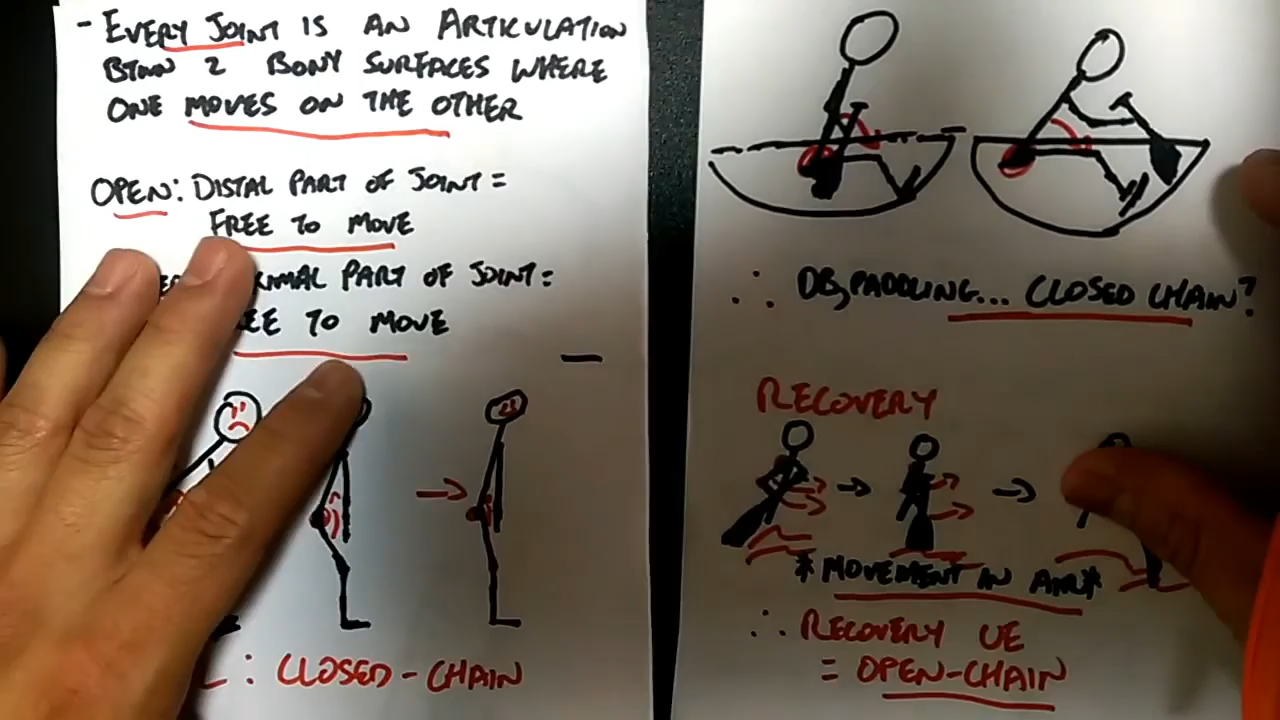 - EVERY JOINT IS AN ARTICULATION
BTWN 2 BONY SURFACES WHERE
ONE MOVES ON THE OTHER
OPEN: DISTAL PART OF JOINT =
FREE TO MOVE
PART OF JOINT =
TO MOVE
: CLOSED-CHAIN
∴ DB, PADDLING... CLOSED CHAIN?
RECOVERY
*MOVEMENT IN AIR*
∴ RECOVERY UE
= OPEN-CHAIN